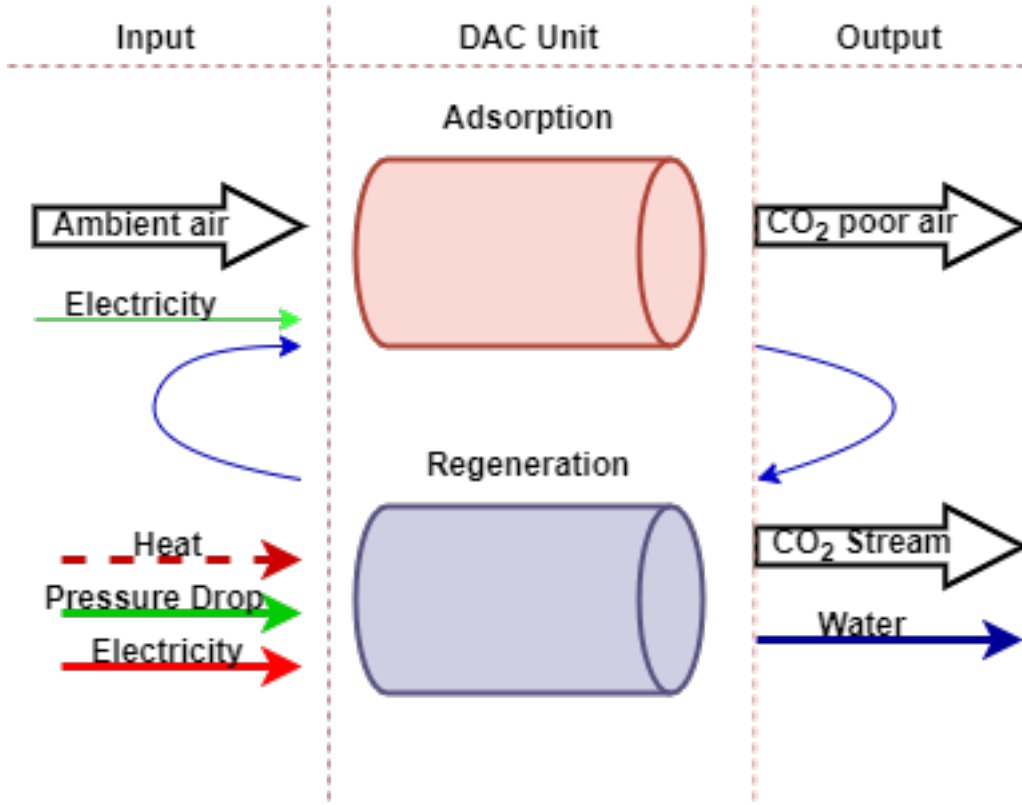 Input
DAC Unit
Output
Adsorption
Ambient air
CO₂ poor air
Electricity
Regeneration
Heat
CO₂ Stream
Pressure Drop
Water
Electricity